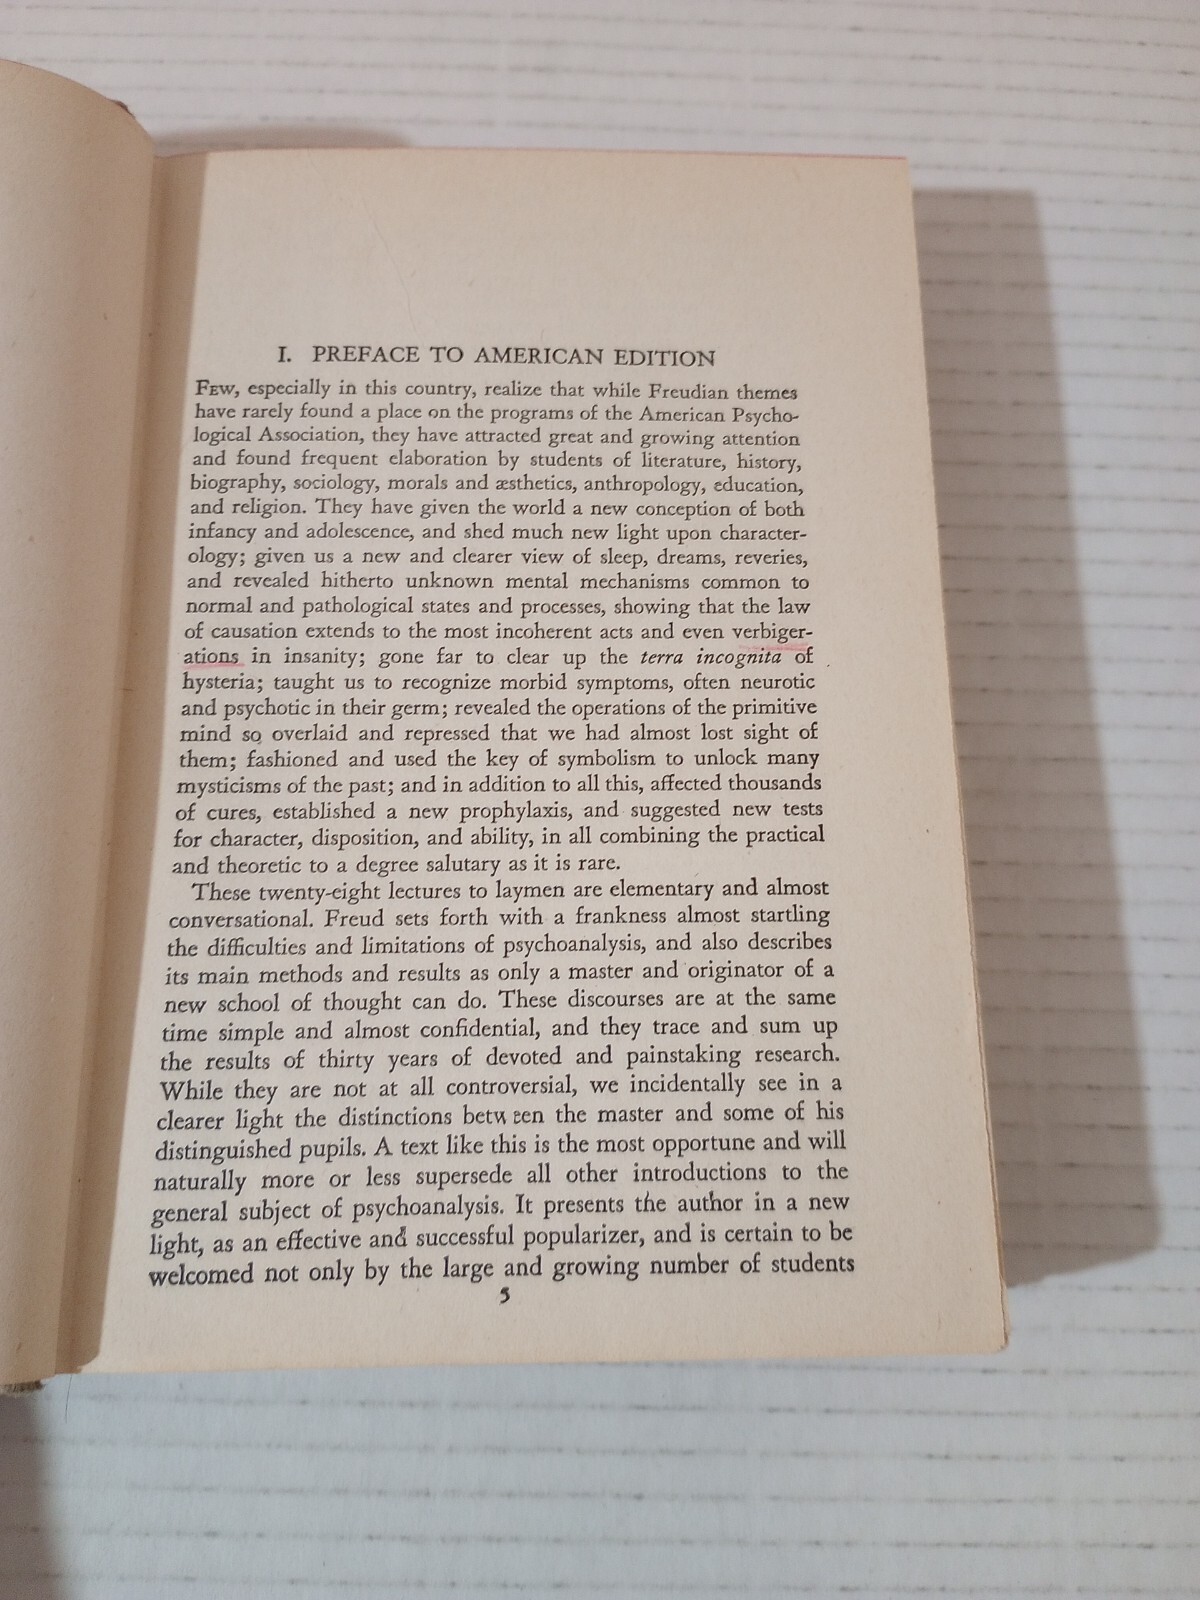 I. PREFACE TO AMERICAN EDITION
FEW, especially in this country, realize that while Freudian themes
have rarely found a place on the programs of the American Psycho-
logical Association, they have attracted great and growing attention
and found frequent elaboration by students of literature, history,
biography, sociology, morals and æsthetics, anthropology, education,
and religion. They have given the world a new conception of both
infancy and adolescence, and shed much new light upon character-
ology; given us a new and clearer view of sleep, dreams, reveries,
and revealed hitherto unknown mental mechanisms common to
normal and pathological states and processes, showing that the law
of causation extends to the most incoherent acts and even verbiger-
ations in insanity; gone far to clear up the terra incognita of
hysteria; taught us to recognize morbid symptoms, often neurotic
and psychotic in their germ; revealed the operations of the primitive
mind so overlaid and repressed that we had almost lost sight of
them; fashioned and used the key of symbolism to unlock many
mysticisms of the past; and in addition to all this, affected thousands
of cures, established a new prophylaxis, and suggested new tests
for character, disposition, and ability, in all combining the practical
and theoretic to a degree salutary as it is rare.
These twenty-eight lectures to laymen are elementary and almost
conversational. Freud sets forth with a frankness almost startling
the difficulties and limitations of psychoanalysis, and also describes
its main methods and results as only a master and originator of a
new school of thought can do. These discourses are at the same
time simple and almost confidential, and they trace and sum up
the results of thirty years of devoted and painstaking research.
While they are not at all controversial, we incidentally see in a
clearer light the distinctions between the master and some of his
distinguished pupils. A text like this is the most opportune and will
naturally more or less supersede all other introductions to the
general subject of psychoanalysis. It presents the author in a new
light, as an effective and successful popularizer, and is certain to be
welcomed not only by the large and growing number of students
5